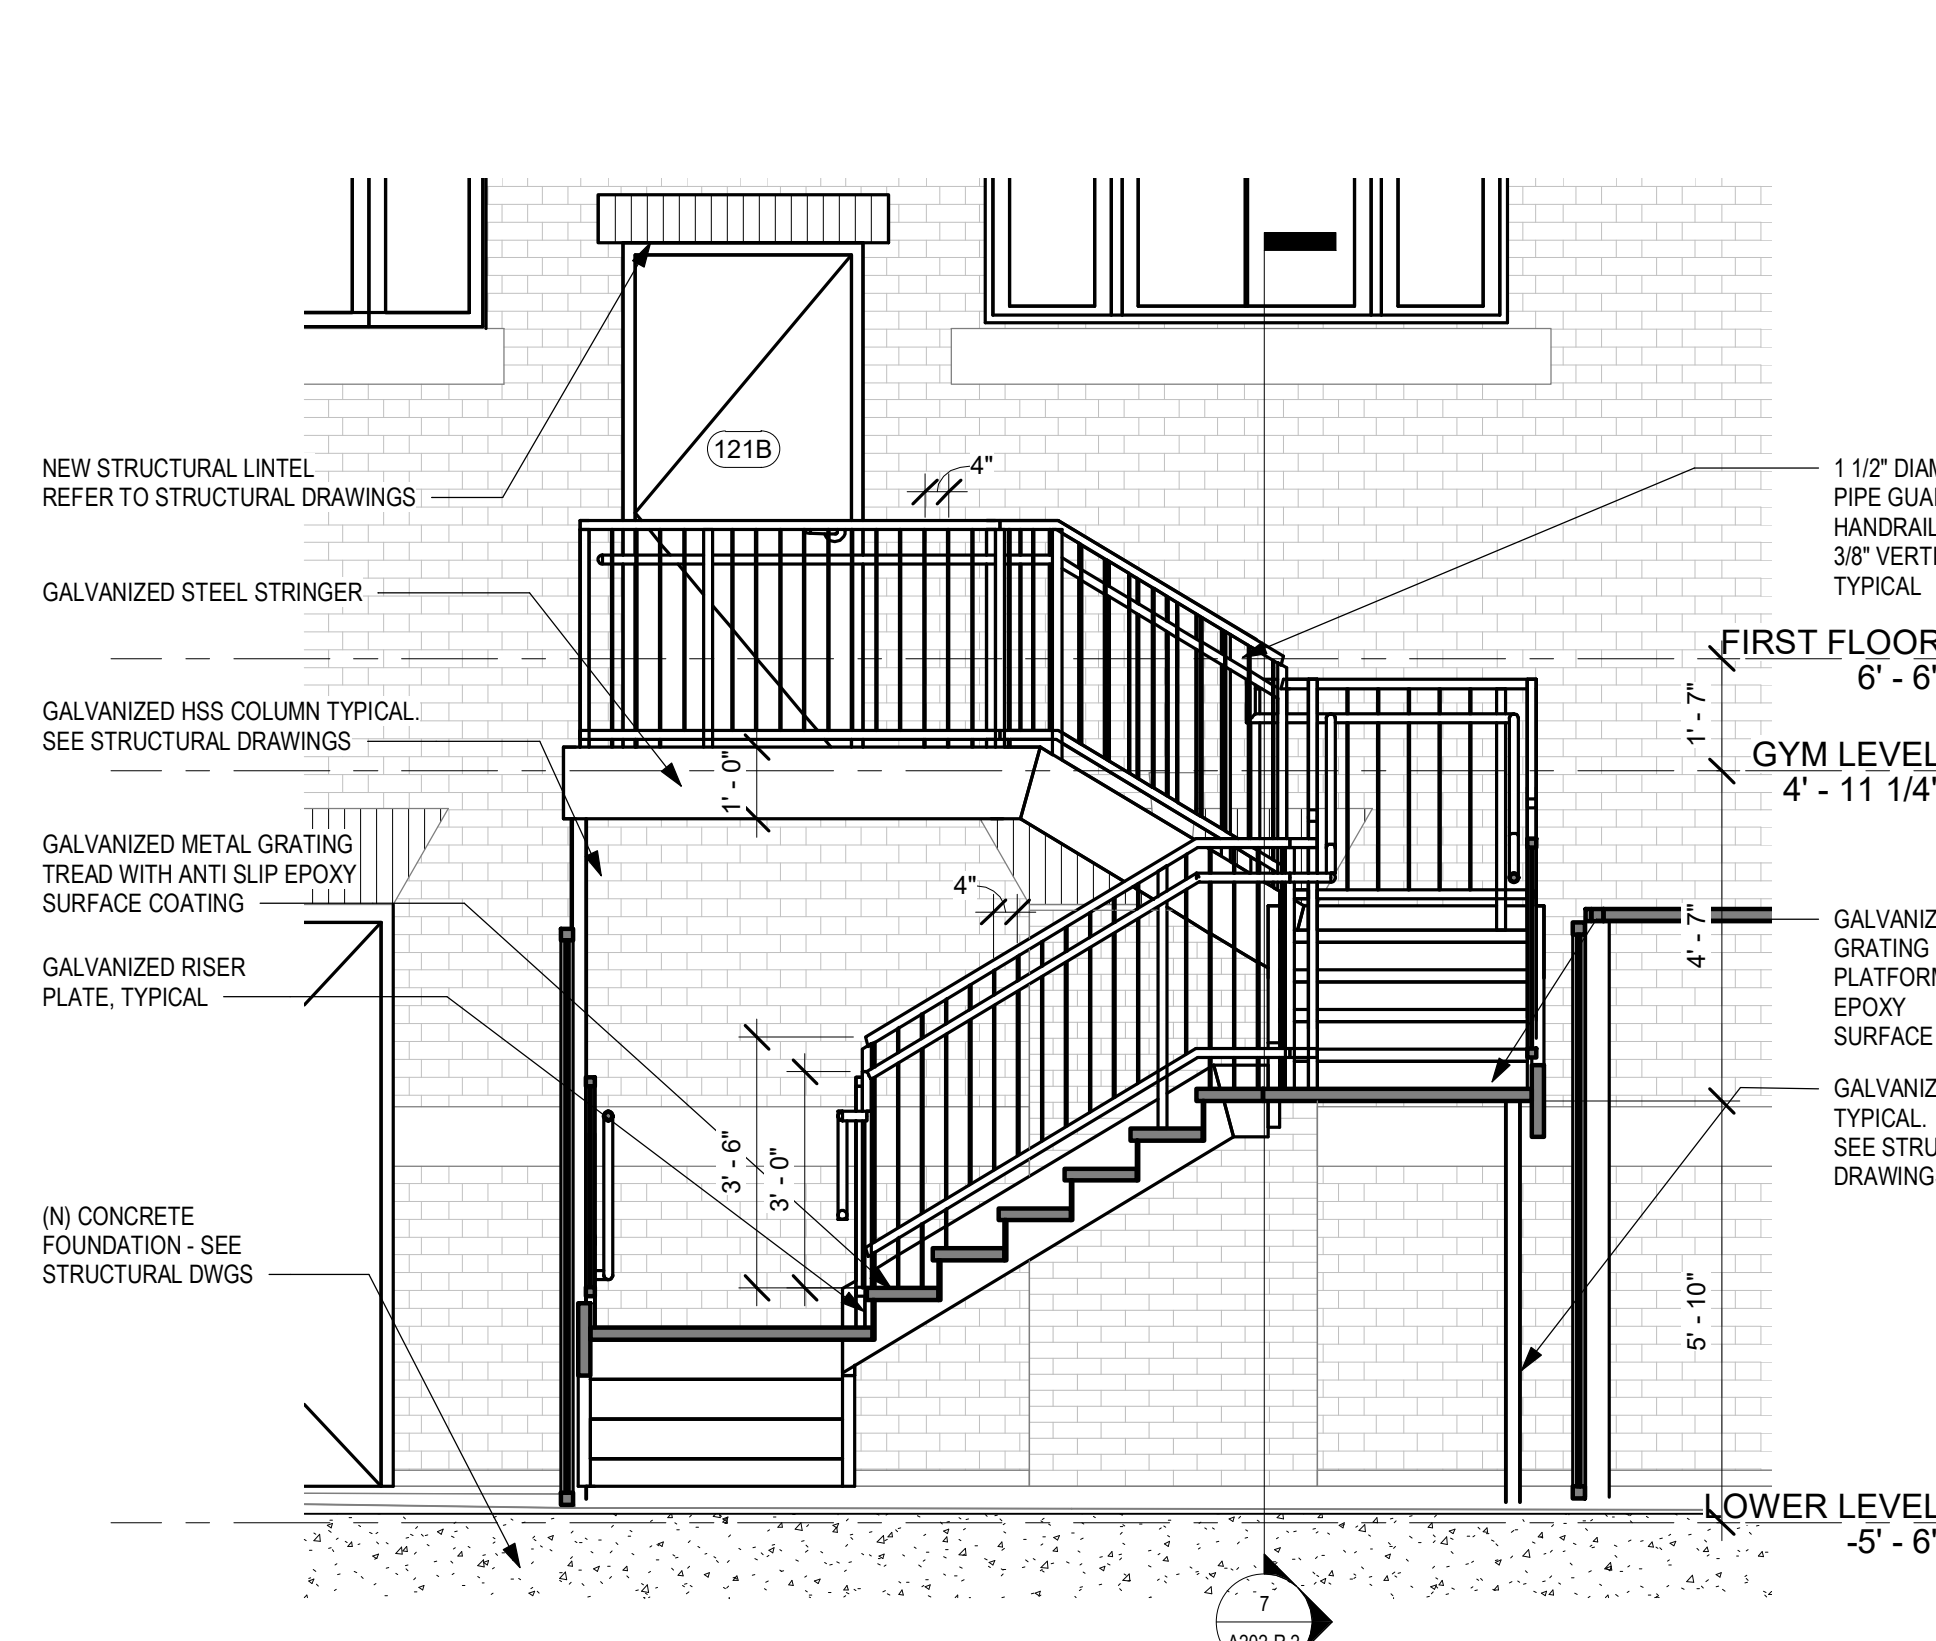 121B
4"
NEW STRUCTURAL LINTEL
REFER TO STRUCTURAL DRAWINGS
GALVANIZED STEEL STRINGER
GALVANIZED HSS COLUMN TYPICAL.
SEE STRUCTURAL DRAWINGS
GALVANIZED METAL GRATING
TREAD WITH ANTI SLIP EPOXY
SURFACE COATING
GALVANIZED RISER
PLATE, TYPICAL
(N) CONCRETE
FOUNDATION - SEE
STRUCTURAL DWGS
1' - 0"
4"
3' - 6"
3' - 0"
1 1/2" DIAM
PIPE GUA
HANDRAIL
3/8" VERTI
TYPICAL
FIRST FLOOR
6' - 6"
1' - 7"
GYM LEVEL
4' - 11 1/4"
4' - 7"
GALVANIZ
GRATING
PLATFORM
EPOXY
SURFACE
GALVANIZ
TYPICAL.
SEE STRU
DRAWING
5' - 10"
LOWER LEVEL
-5' - 6"
7